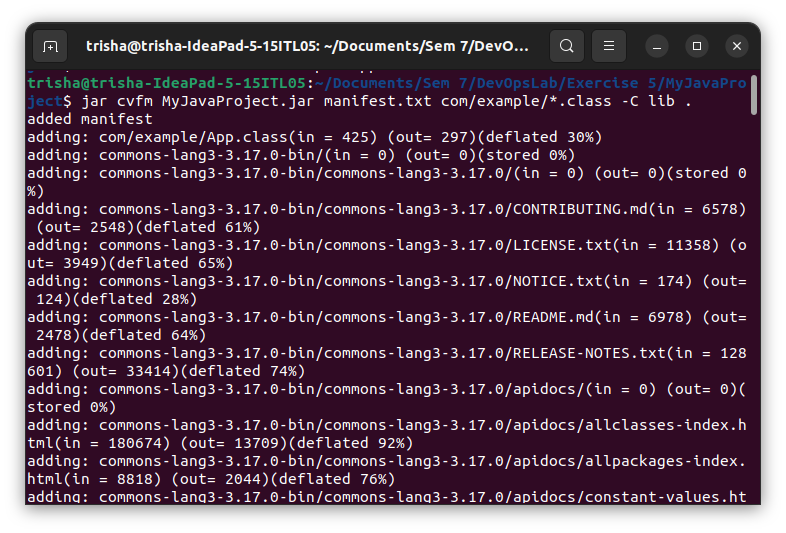 trisha@trisha-IdeaPad-5-15ITL05: ~/Documents/Sem 7/DevO...
trisha@trisha-IdeaPad-5-15ITL05:~/Documents/Sem 7/DevOpsLab/Exercise 5/MyJavaPro
ject$ jar cvfm MyJavaProject.jar manifest.txt com/example/*.class -C lib .
added manifest
adding: com/example/App.class(in = 425) (out= 297)(deflated 30%)
adding: commons-lang3-3.17.0-bin/(in = 0) (out= 0)(stored 0%)
adding: commons-lang3-3.17.0-bin/commons-lang3-3.17.0/(in = 0) (out= 0)(stored 0
%)
adding: commons-lang3-3.17.0-bin/commons-lang3-3.17.0/CONTRIBUTING.md(in = 6578)
 (out= 2548)(deflated 61%)
adding: commons-lang3-3.17.0-bin/commons-lang3-3.17.0/LICENSE.txt(in = 11358) (o
ut= 3949)(deflated 65%)
adding: commons-lang3-3.17.0-bin/commons-lang3-3.17.0/NOTICE.txt(in = 174) (out=
 124)(deflated 28%)
adding: commons-lang3-3.17.0-bin/commons-lang3-3.17.0/README.md(in = 6978) (out=
 2478)(deflated 64%)
adding: commons-lang3-3.17.0-bin/commons-lang3-3.17.0/RELEASE-NOTES.txt(in = 128
601) (out= 33414)(deflated 74%)
adding: commons-lang3-3.17.0-bin/commons-lang3-3.17.0/apidocs/(in = 0) (out= 0)(
stored 0%)
adding: commons-lang3-3.17.0-bin/commons-lang3-3.17.0/apidocs/allclasses-index.h
tml(in = 180674) (out= 13709)(deflated 92%)
adding: commons-lang3-3.17.0-bin/commons-lang3-3.17.0/apidocs/allpackages-index.
html(in = 8818) (out= 2044)(deflated 76%)
adding: commons-lang3-3.17.0-bin/commons-lang3-3.17.0/apidocs/constant-values.ht